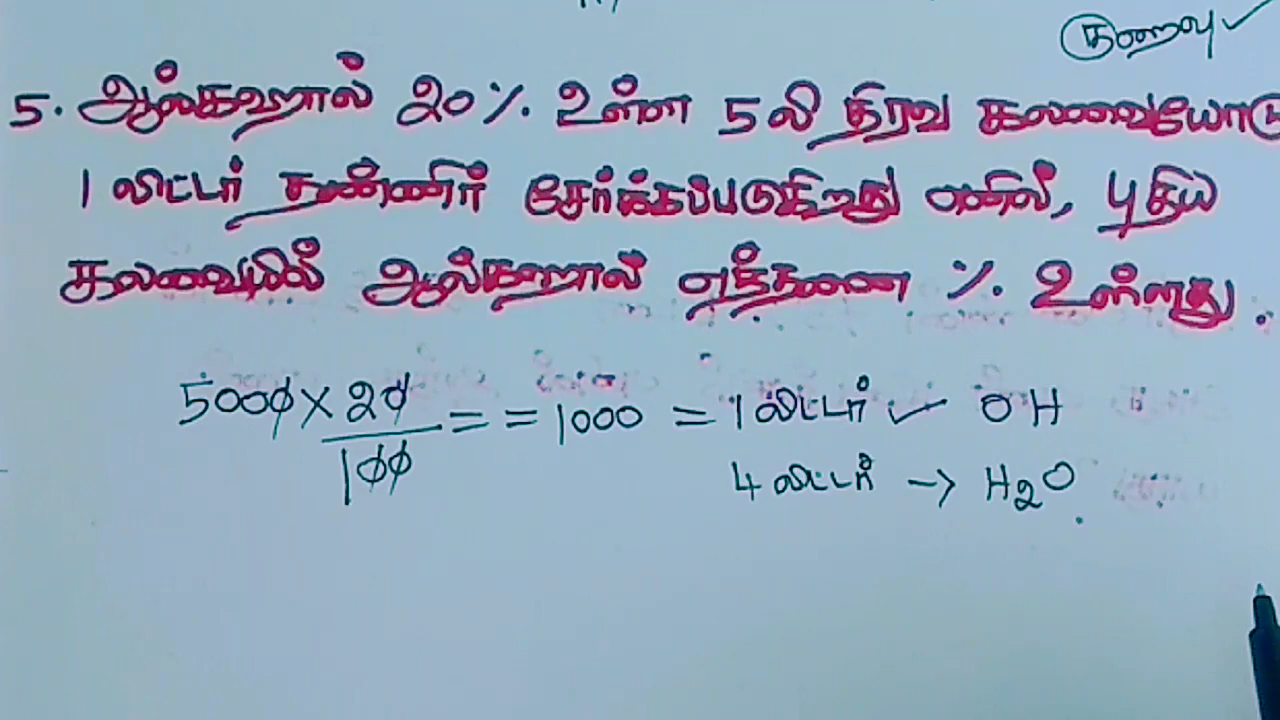 குறைவு ✓
5. ஆல்கஹால் 20% உள்ள 5லி திரவ கலவையோடு
1 லிட்டர் தண்ணீர் சேர்க்கப்படுகிறது எனில், புதிய
கலவையில் ஆல்கஹால் எத்தனை % உள்ளது.
5000 × 20/100 = = 1000 = 1 லிட்டர் ✓ OH
4 லிட்டர் → H₂O